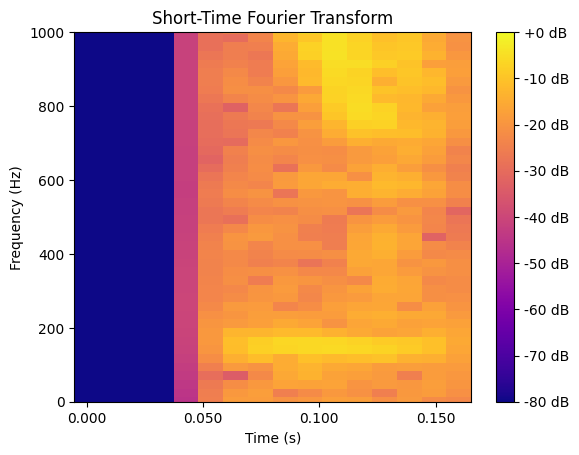 Short-Time Fourier Transform
1000
800
600
400
200
0
Frequency (Hz)
0.000
0.050
0.100
0.150
Time (s)
+0 dB
-10 dB
-20 dB
-30 dB
-40 dB
-50 dB
-60 dB
-70 dB
-80 dB